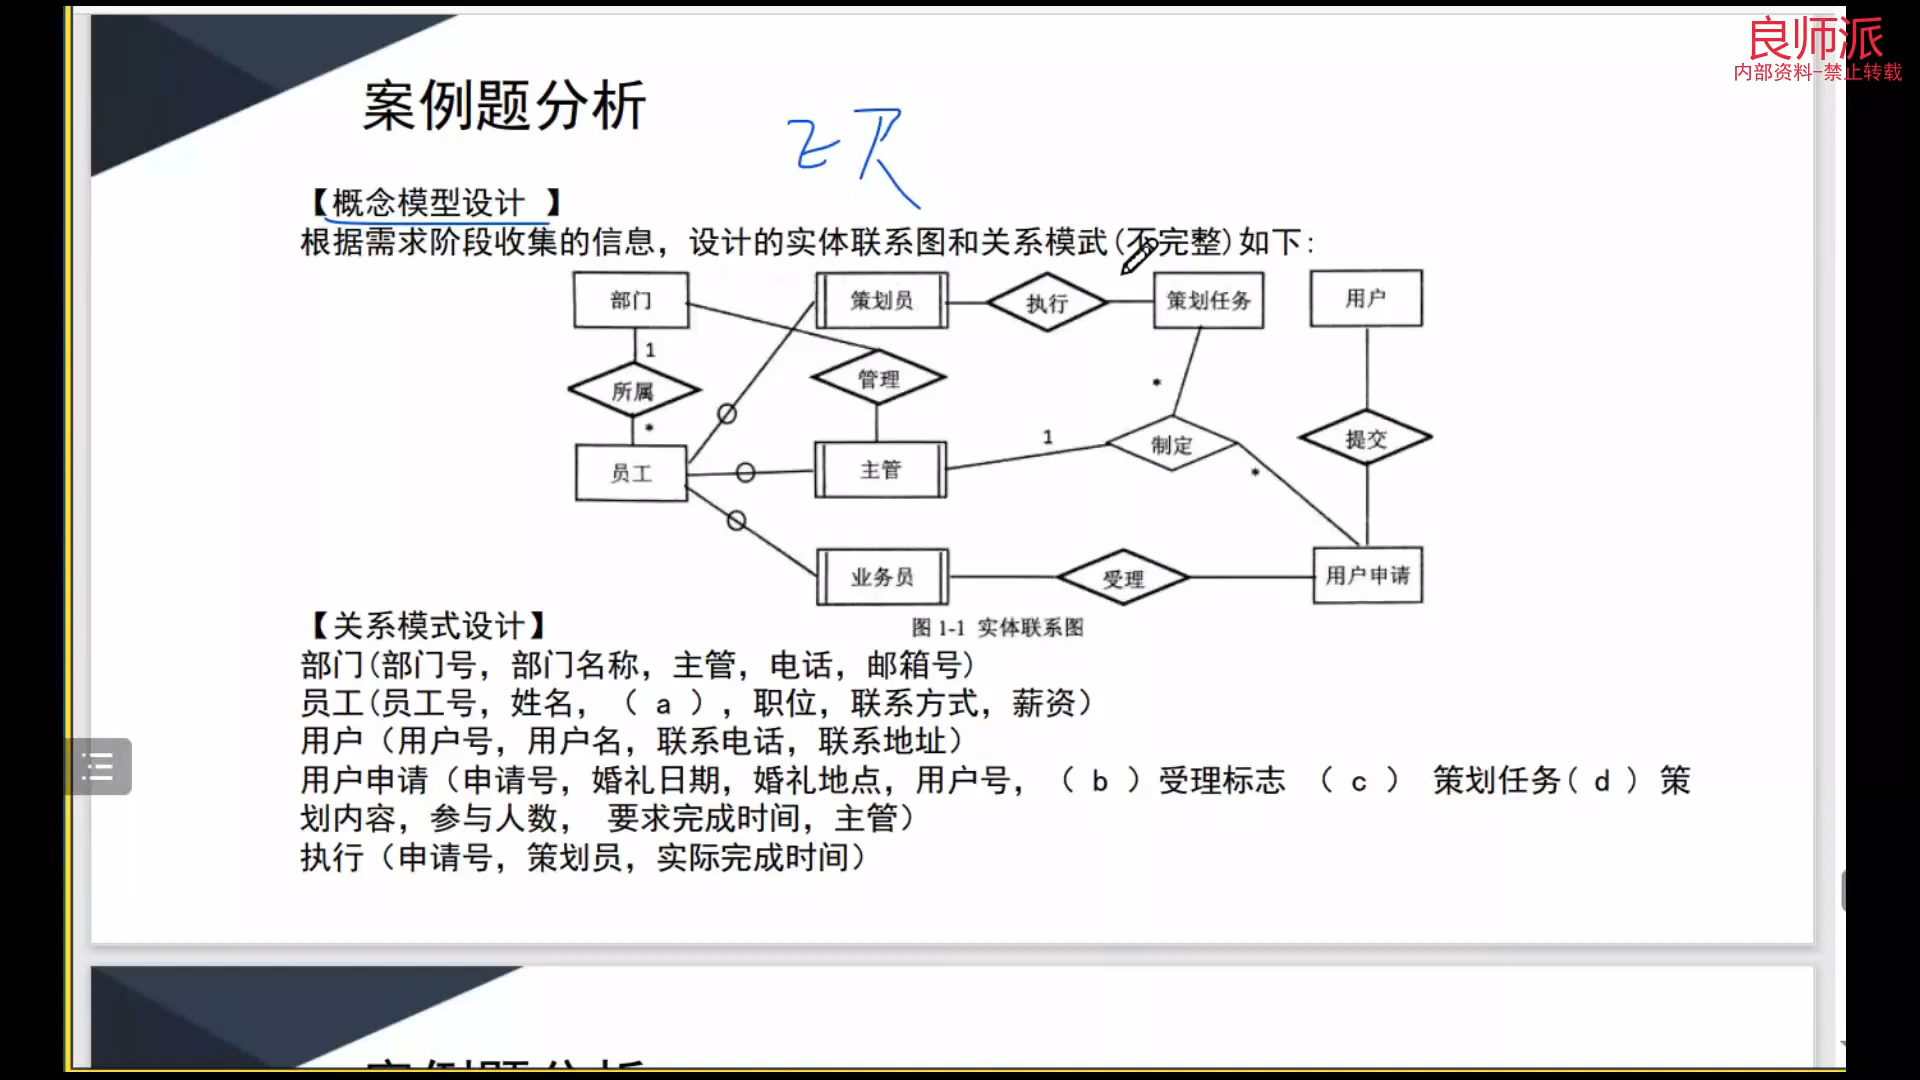 良师派
内部资料-禁止转载
案例题分析
ER
【概念模型设计 】
根据需求阶段收集的信息，设计的实体联系图和关系模式(不完整)如下:
部门
策划员
执行
策划任务
用户
1
管理
所属
*
*
1
制定
提交
员工
主管
*
业务员
受理
用户申请
图 1-1 实体联系图
【关系模式设计】
部门(部门号，部门名称，主管，电话，邮箱号)
员工(员工号，姓名，（ a ），职位，联系方式，薪资）
用户（用户号，用户名，联系电话，联系地址）
用户申请（申请号，婚礼日期，婚礼地点，用户号，（ b ）受理标志 （ c ） 策划任务( d ) 策
划内容，参与人数， 要求完成时间，主管）
执行（申请号，策划员，实际完成时间）